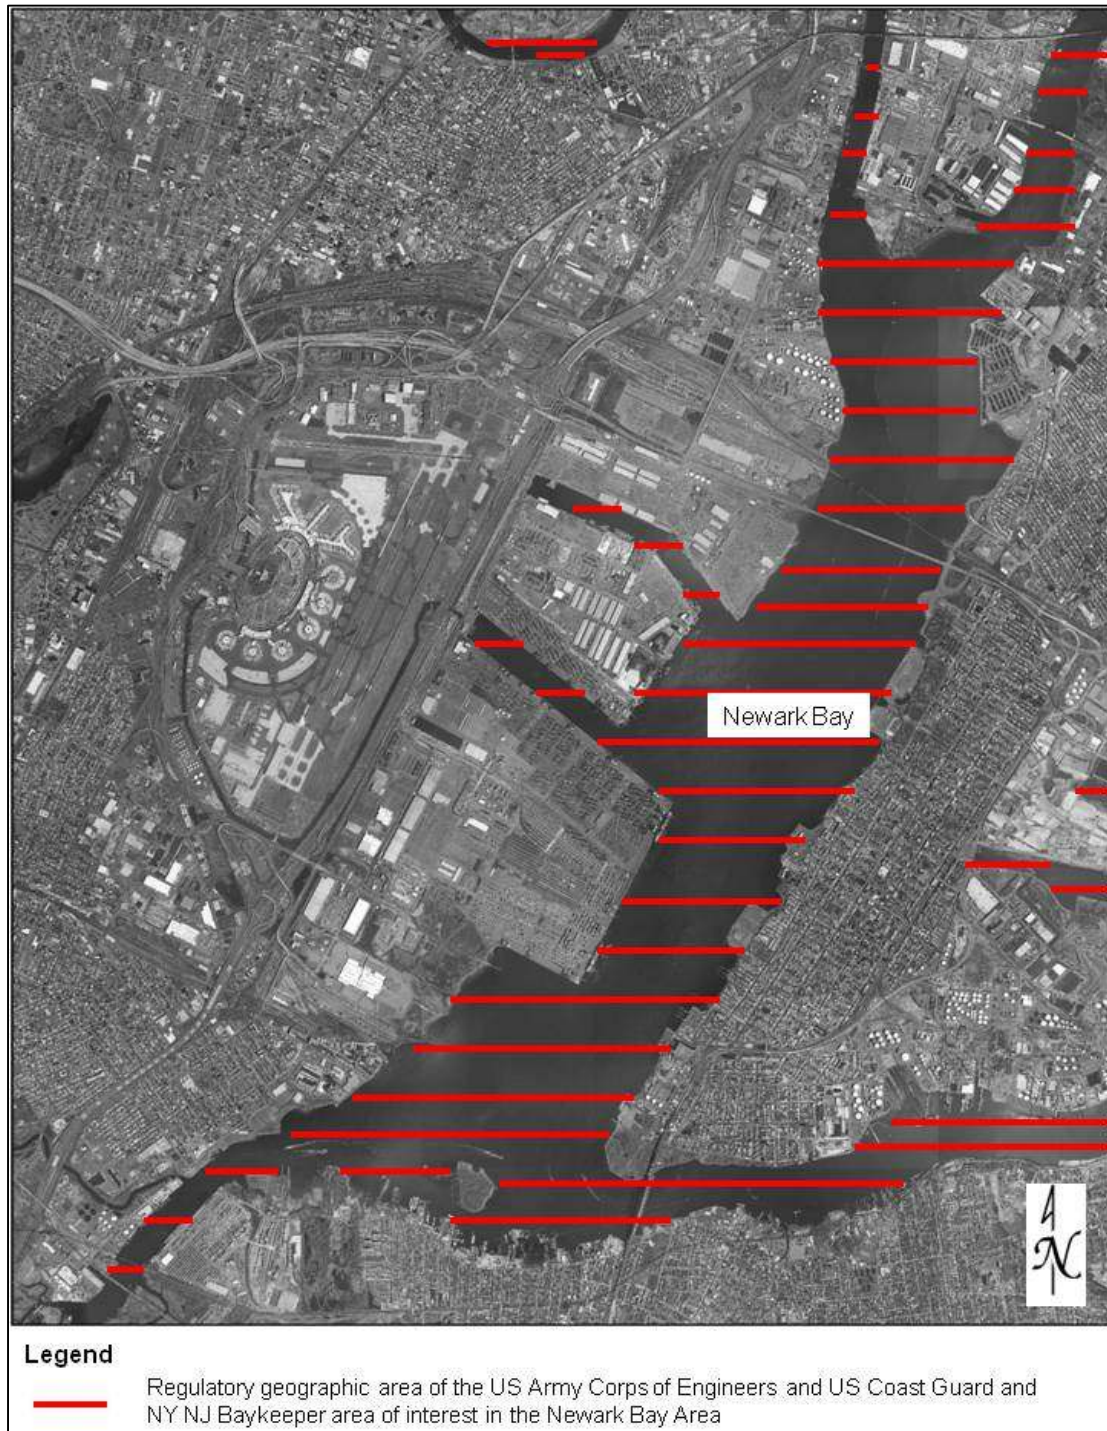 Newark Bay
N
Legend
Regulatory geographic area of the US Army Corps of Engineers and US Coast Guard and
NY NJ Baykeeper area of interest in the Newark Bay Area